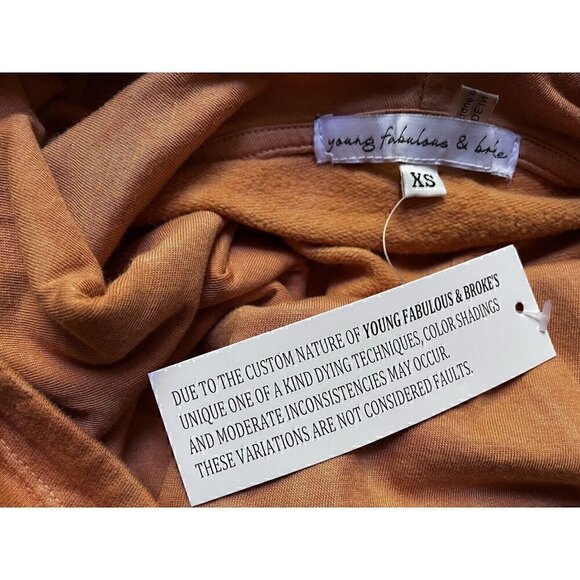 young fabulous & bróke
XS
DUE TO THE CUSTOM NATURE OF YOUNG FABULOUS & BROKE'S
UNIQUE ONE OF A KIND DYING TECHNIQUES, COLOR SHADINGS
AND MODERATE INCONSISTENCIES MAY OCCUR.
THESE VARIATIONS ARE NOT CONSIDERED FAULTS.